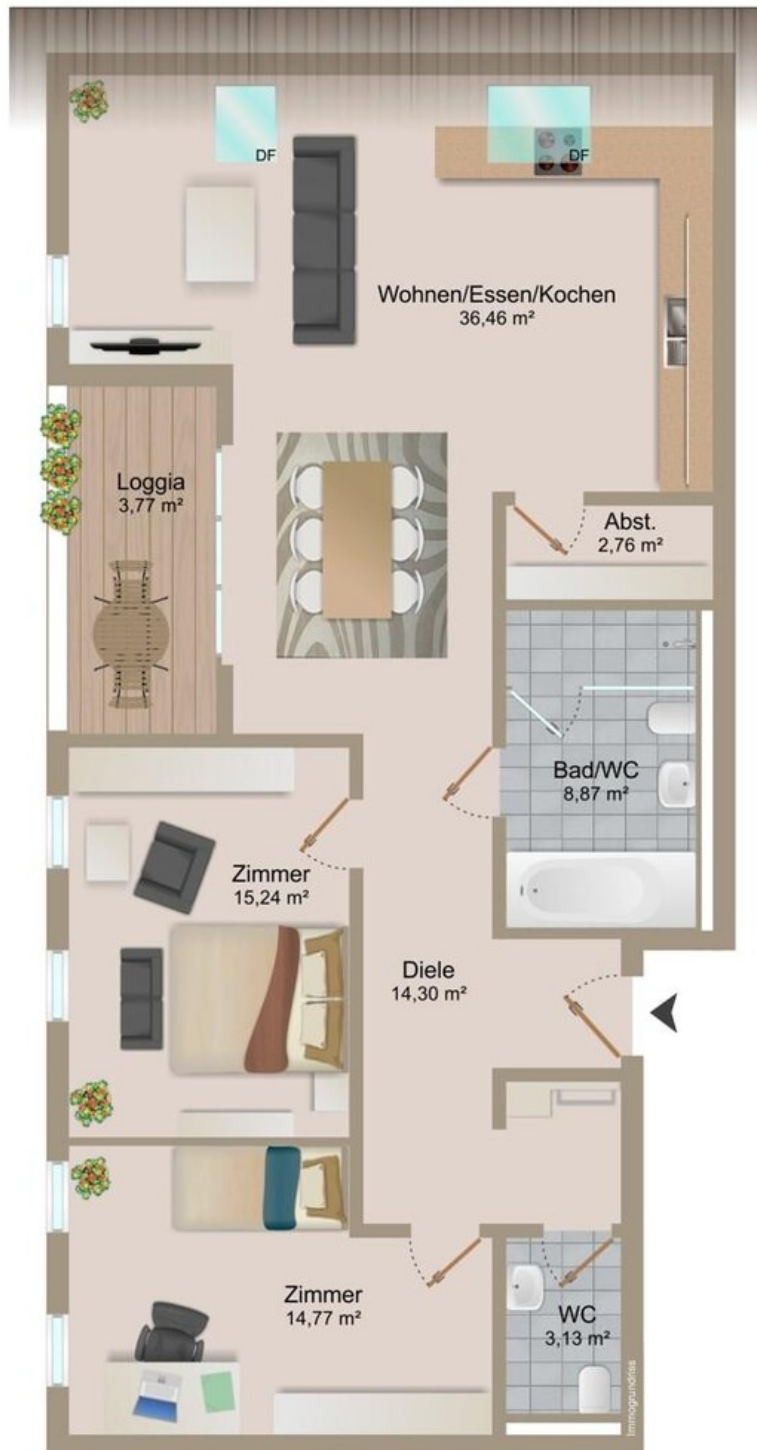 DF
DF
Wohnen/Essen/Kochen
36,46 m²
Loggia
3,77 m²
Abst.
2,76 m²
Bad/WC
8,87 m²
Zimmer
15,24 m²
Diele
14,30 m²
Zimmer
14,77 m²
WC
3,13 m²
Immogrundriss